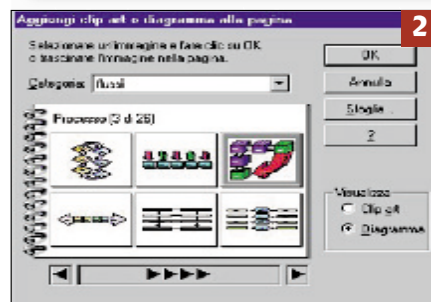 Aggiungi clip art o diagramma alla pagina
2
Selezionare un'immagine e fare clic su OK
o trascinare l'immagine nella pagina.
Categoria: flussi
OK
Annulla
Sfoglia...
?
Processo (3 di 26)
Visualizza
Clip art
Diagramma